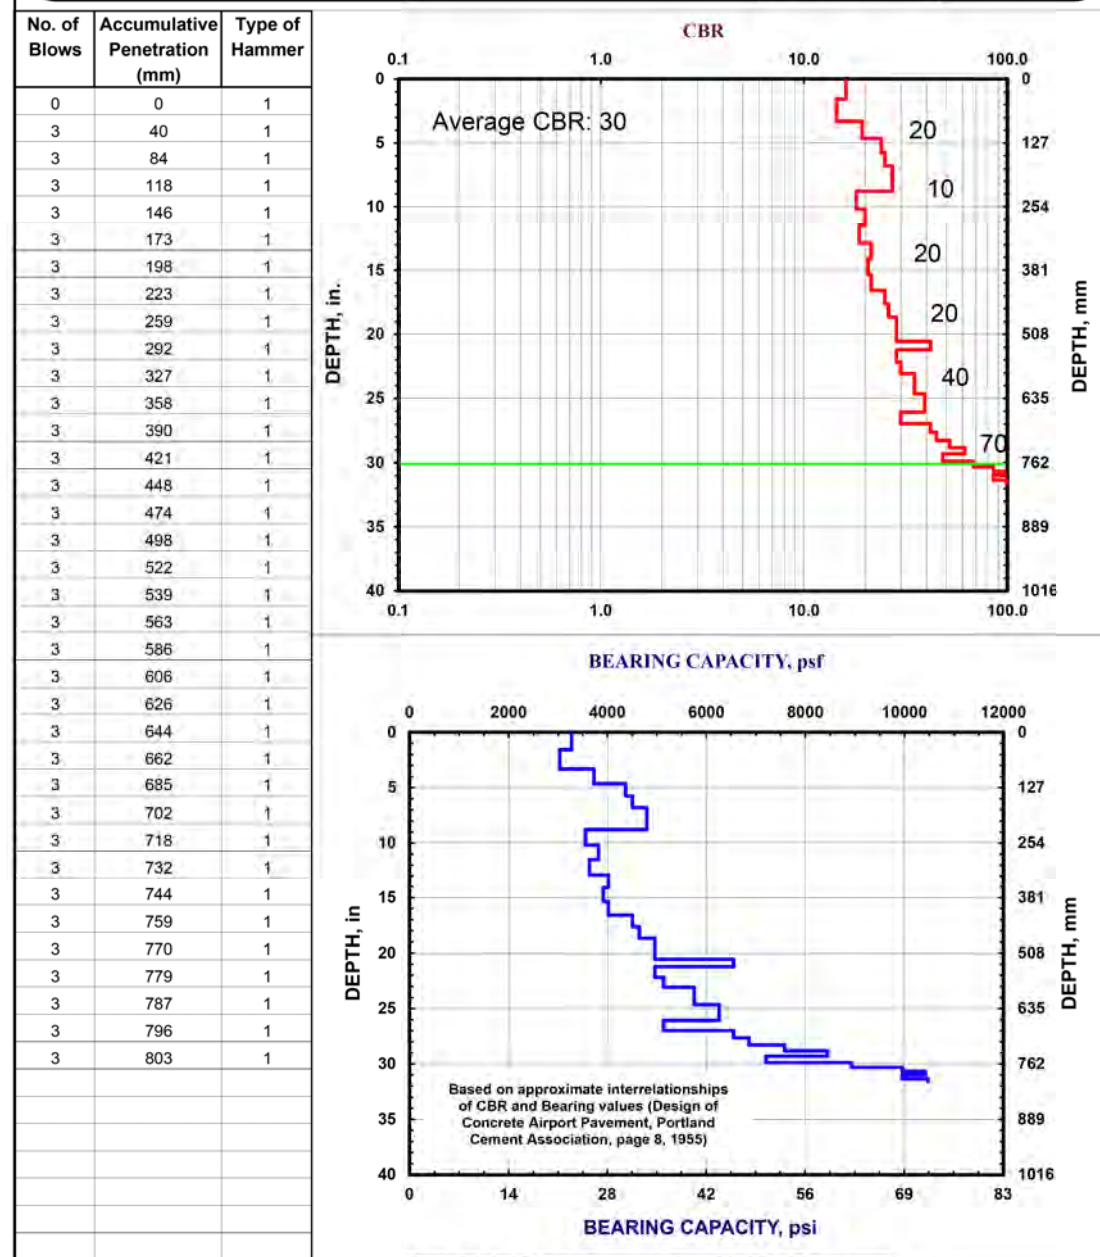 No. of Blows Accumulative Penetration (mm) Type of Hammer
0 0 1
3 40 1
3 84 1
3 118 1
3 146 1
3 173 1
3 198 1
3 223 1
3 259 1
3 292 1
3 327 1
3 358 1
3 390 1
3 421 1
3 448 1
3 474 1
3 498 1
3 522 1
3 539 1
3 563 1
3 586 1
3 606 1
3 626 1
3 644 1
3 662 1
3 685 1
3 702 1
3 718 1
3 732 1
3 744 1
3 759 1
3 770 1
3 779 1
3 787 1
3 796 1
3 803 1
CBR
0.1 1.0 10.0 100.0
0 0
Average CBR: 30
20
5 127
10
10 254
20
15 381
20
20 508
40
25 635
70
30 762
35 889
40 1016
0.1 1.0 10.0 100.0
DEPTH, in.
DEPTH, mm
BEARING CAPACITY, psf
0 2000 4000 6000 8000 10000 12000
0 0
5 127
10 254
15 381
20 508
25 635
30 762
35 889
40 1016
DEPTH, in
DEPTH, mm
Based on approximate interrelationships
of CBR and Bearing values (Design of
Concrete Airport Pavement, Portland
Cement Association, page 8, 1955)
0 14 28 42 56 69 83
BEARING CAPACITY, psi